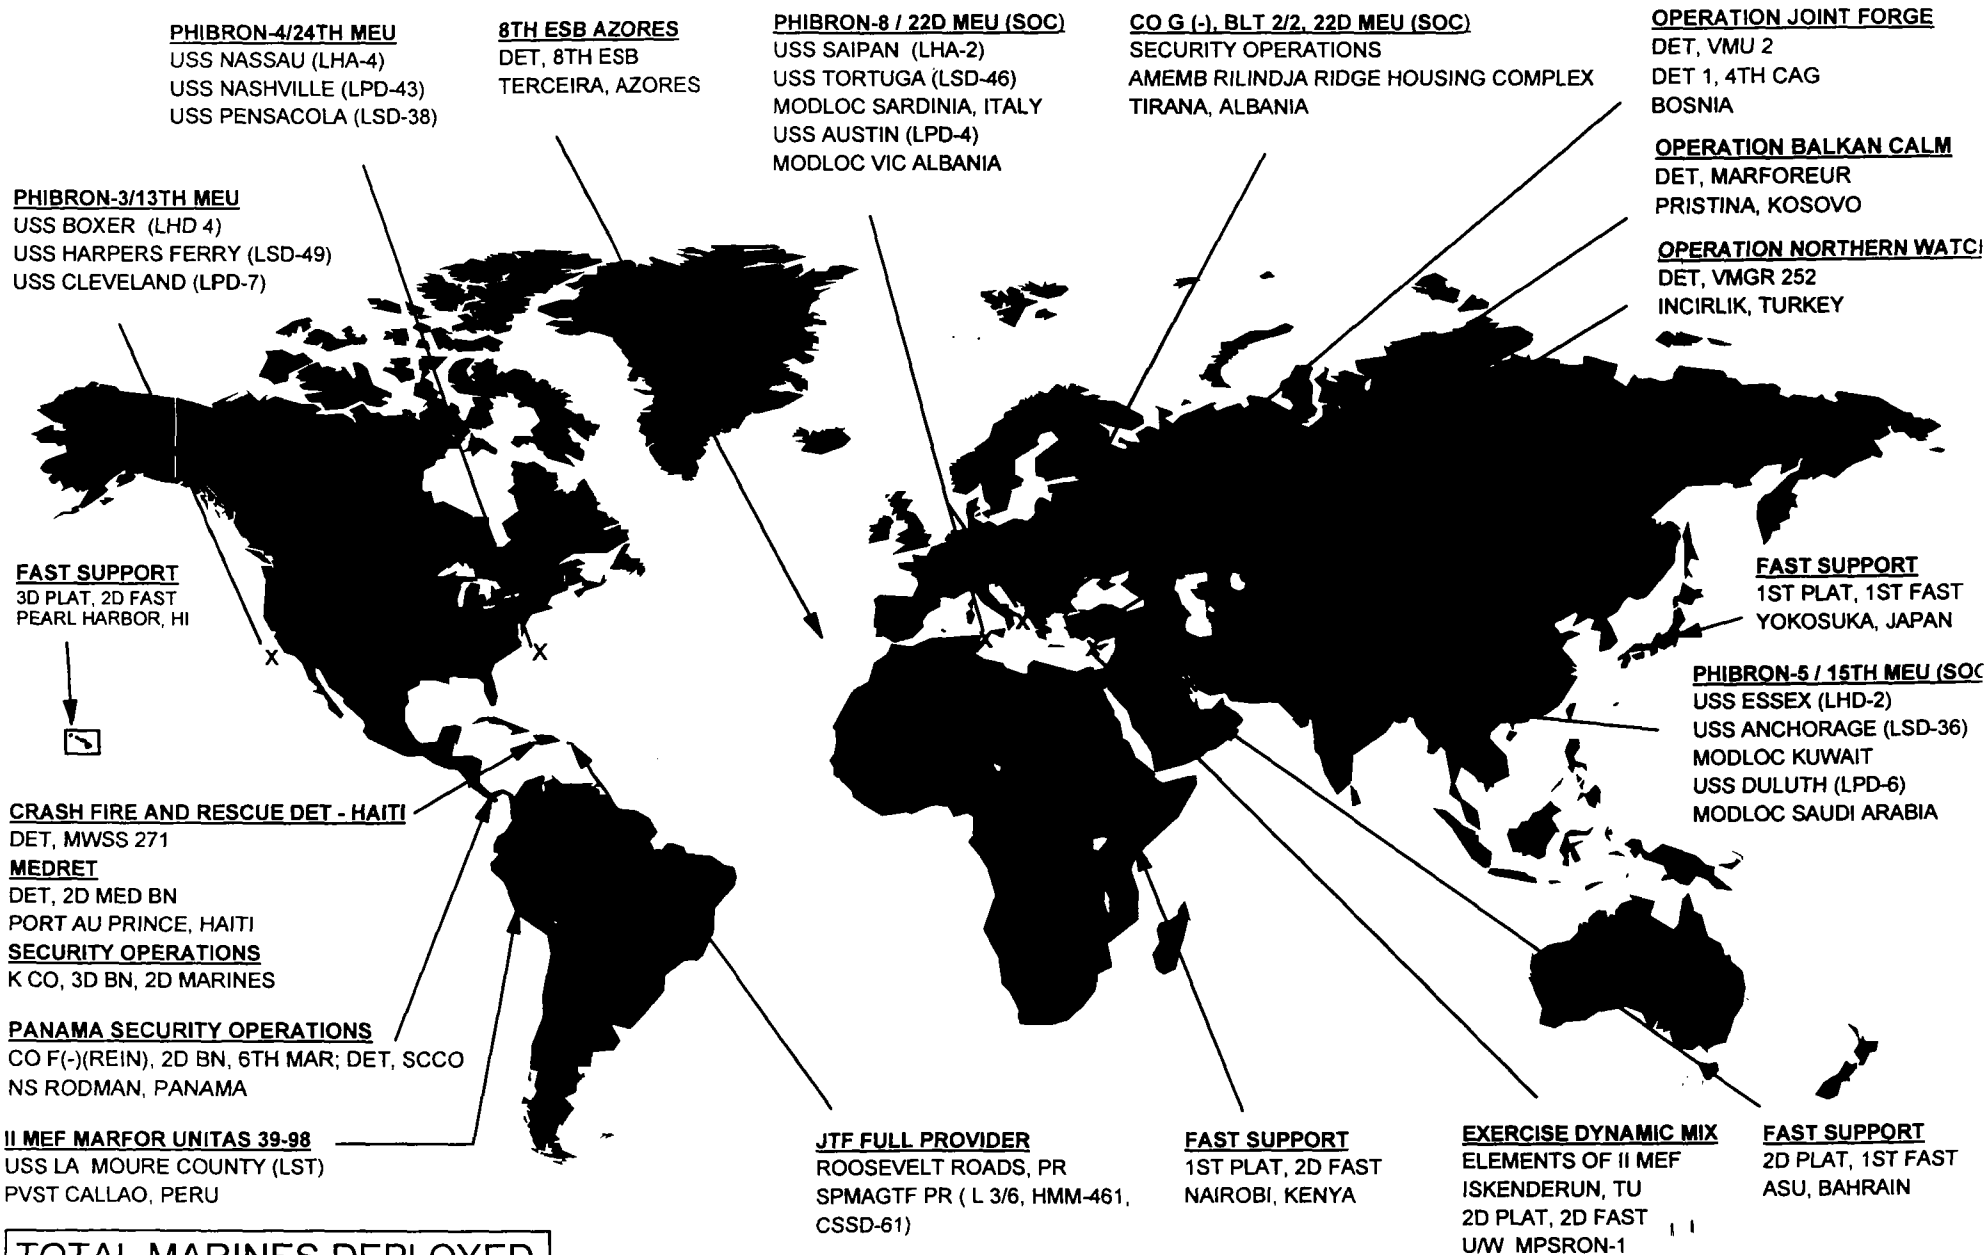 PHIBRON-4/24TH MEU
USS NASSAU (LHA-4)
USS NASHVILLE (LPD-43)
USS PENSACOLA (LSD-38)
8TH ESB AZORES
DET, 8TH ESB
TERCEIRA, AZORES
PHIBRON-8 / 22D MEU (SOC)
USS SAIPAN (LHA-2)
USS TORTUGA (LSD-46)
MODLOC SARDINIA, ITALY
USS AUSTIN (LPD-4)
MODLOC VIC ALBANIA
CO G (-), BLT 2/2, 22D MEU (SOC)
SECURITY OPERATIONS
AMEMB RILINDJA RIDGE HOUSING COMPLEX
TIRANA, ALBANIA
OPERATION JOINT FORGE
DET, VMU 2
DET 1, 4TH CAG
BOSNIA
OPERATION BALKAN CALM
DET, MARFOREUR
PRISTINA, KOSOVO
OPERATION NORTHERN WATC
DET, VMGR 252
INCIRLIK, TURKEY
PHIBRON-3/13TH MEU
USS BOXER (LHD 4)
USS HARPERS FERRY (LSD-49)
USS CLEVELAND (LPD-7)
FAST SUPPORT
3D PLAT, 2D FAST
PEARL HARBOR, HI
X
X
X
X
X
FAST SUPPORT
1ST PLAT, 1ST FAST
YOKOSUKA, JAPAN
PHIBRON-5 / 15TH MEU (SOC
USS ESSEX (LHD-2)
USS ANCHORAGE (LSD-36)
MODLOC KUWAIT
USS DULUTH (LPD-6)
MODLOC SAUDI ARABIA
CRASH FIRE AND RESCUE DET - HAITI
DET, MWSS 271
MEDRET
DET, 2D MED BN
PORT AU PRINCE, HAITI
SECURITY OPERATIONS
K CO, 3D BN, 2D MARINES
PANAMA SECURITY OPERATIONS
CO F(-)(REIN), 2D BN, 6TH MAR; DET, SCCO
NS RODMAN, PANAMA
II MEF MARFOR UNITAS 39-98
USS LA MOURE COUNTY (LST)
PVST CALLAO, PERU
JTF FULL PROVIDER
ROOSEVELT ROADS, PR
SPMAGTF PR ( L 3/6, HMM-461,
CSSD-61)
FAST SUPPORT
1ST PLAT, 2D FAST
NAIROBI, KENYA
EXERCISE DYNAMIC MIX
ELEMENTS OF II MEF
ISKENDERUN, TU
2D PLAT, 2D FAST
U/W MPSRON-1
FAST SUPPORT
2D PLAT, 1ST FAST
ASU, BAHRAIN
TOTAL MARINES DEPLOYED